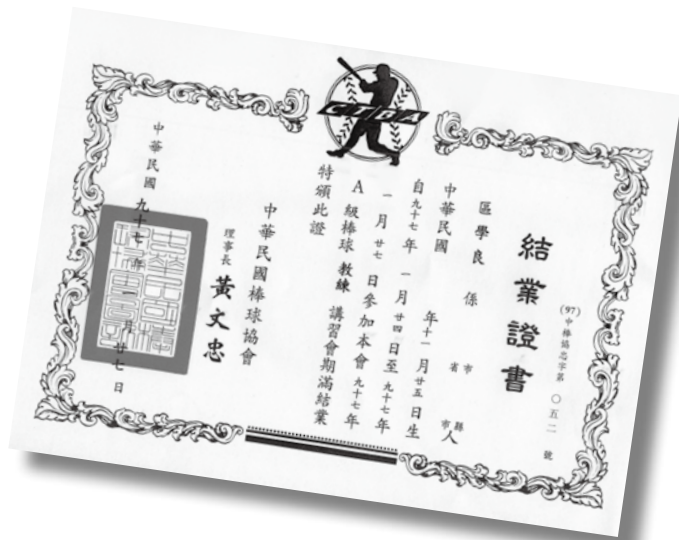 CTBA
(97)中棒協忠字第〇五二號
結業證書
區學良 係 省市 縣市人
中華民國 年十一月廿五日生
自九十七年一月廿四日至九十七年
一月廿七日參加本會九十七年
A級棒球教練講習會期滿結業
特頒此證
中華民國棒球協會
理事長 黃文忠
中華民國九十七年一月廿七日